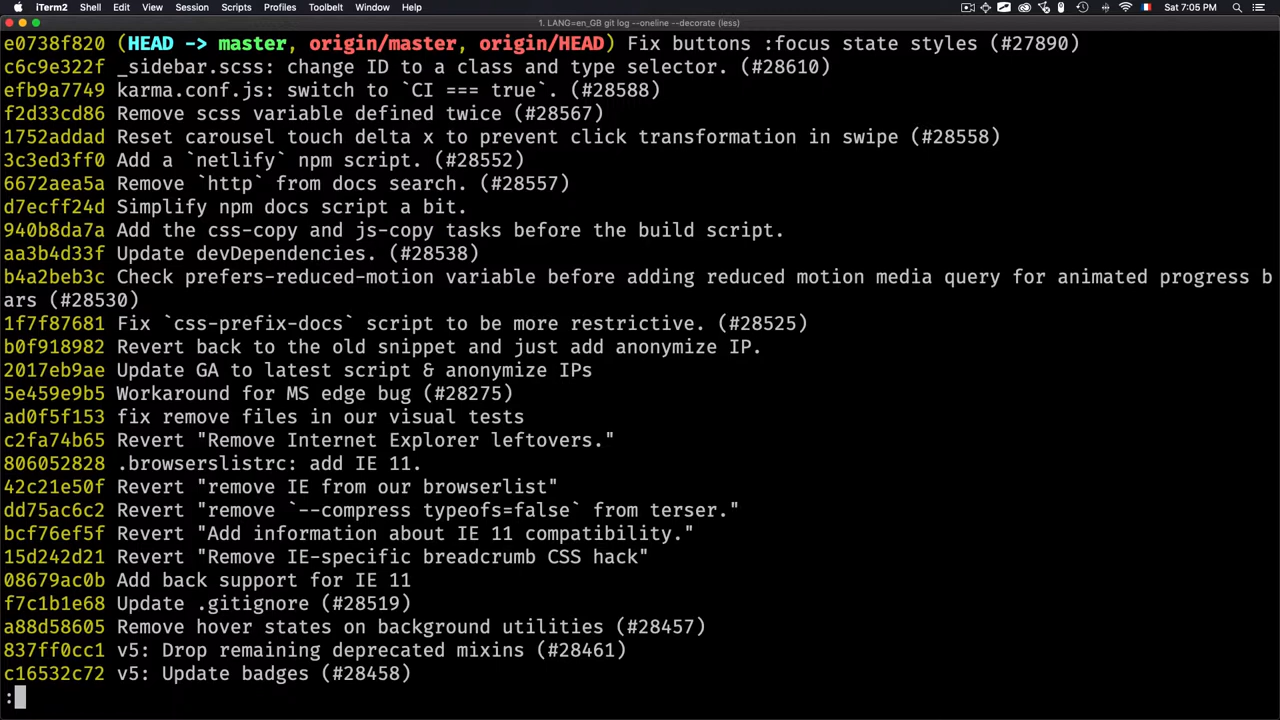 iTerm2 Shell Edit View Session Scripts Profiles Toolbelt Window Help Sat 7:05 PM
1. LANG=en_GB git log --oneline --decorate (less)
e0738f820 (HEAD -> master, origin/master, origin/HEAD) Fix buttons :focus state styles (#27890)
c6c9e322f _sidebar.scss: change ID to a class and type selector. (#28610)
efb9a7749 karma.conf.js: switch to `CI === true`. (#28588)
f2d33cd86 Remove scss variable defined twice (#28567)
1752addad Reset carousel touch delta x to prevent click transformation in swipe (#28558)
3c3ed3ff0 Add a `netlify` npm script. (#28552)
6672aea5a Remove `http` from docs search. (#28557)
d7ecff24d Simplify npm docs script a bit.
940b8da7a Add the css-copy and js-copy tasks before the build script.
aa3b4d33f Update devDependencies. (#28538)
b4a2beb3c Check prefers-reduced-motion variable before adding reduced motion media query for animated progress b
ars (#28530)
1f7f87681 Fix `css-prefix-docs` script to be more restrictive. (#28525)
b0f918982 Revert back to the old snippet and just add anonymize IP.
2017eb9ae Update GA to latest script & anonymize IPs
5e459e9b5 Workaround for MS edge bug (#28275)
ad0f5f153 fix remove files in our visual tests
c2fa74b65 Revert "Remove Internet Explorer leftovers."
806052828 .browserslistrc: add IE 11.
42c21e50f Revert "remove IE from our browserlist"
dd75ac6c2 Revert "remove `--compress typeofs=false` from terser."
bcf76ef5f Revert "Add information about IE 11 compatibility."
15d242d21 Revert "Remove IE-specific breadcrumb CSS hack"
08679ac0b Add back support for IE 11
f7c1b1e68 Update .gitignore (#28519)
a88d58605 Remove hover states on background utilities (#28457)
837ff0cc1 v5: Drop remaining deprecated mixins (#28461)
c16532c72 v5: Update badges (#28458)
: